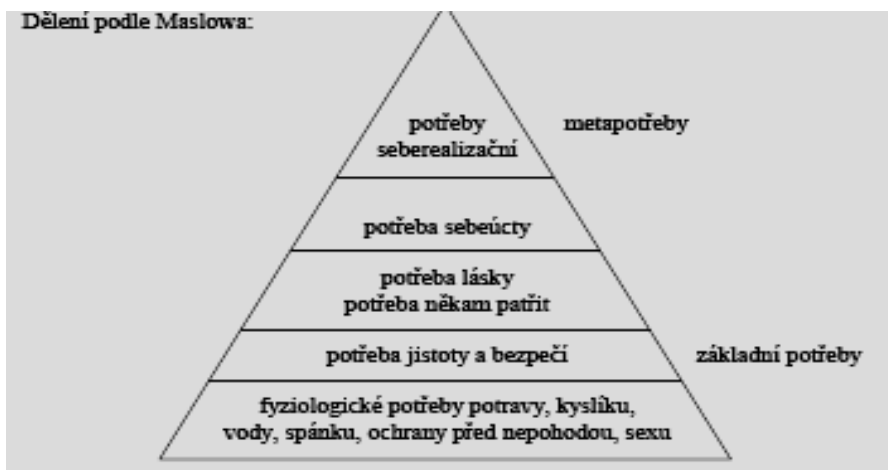 Dělení podle Maslowa:
potřeby
seberealizační
metapotřeby
potřeba sebeúcty
potřeba lásky
potřeba někam patřit
potřeba jistoty a bezpečí
základní potřeby
fyziologické potřeby potravy, kyslíku,
vody, spánku, ochrany před nepohodou, sexu